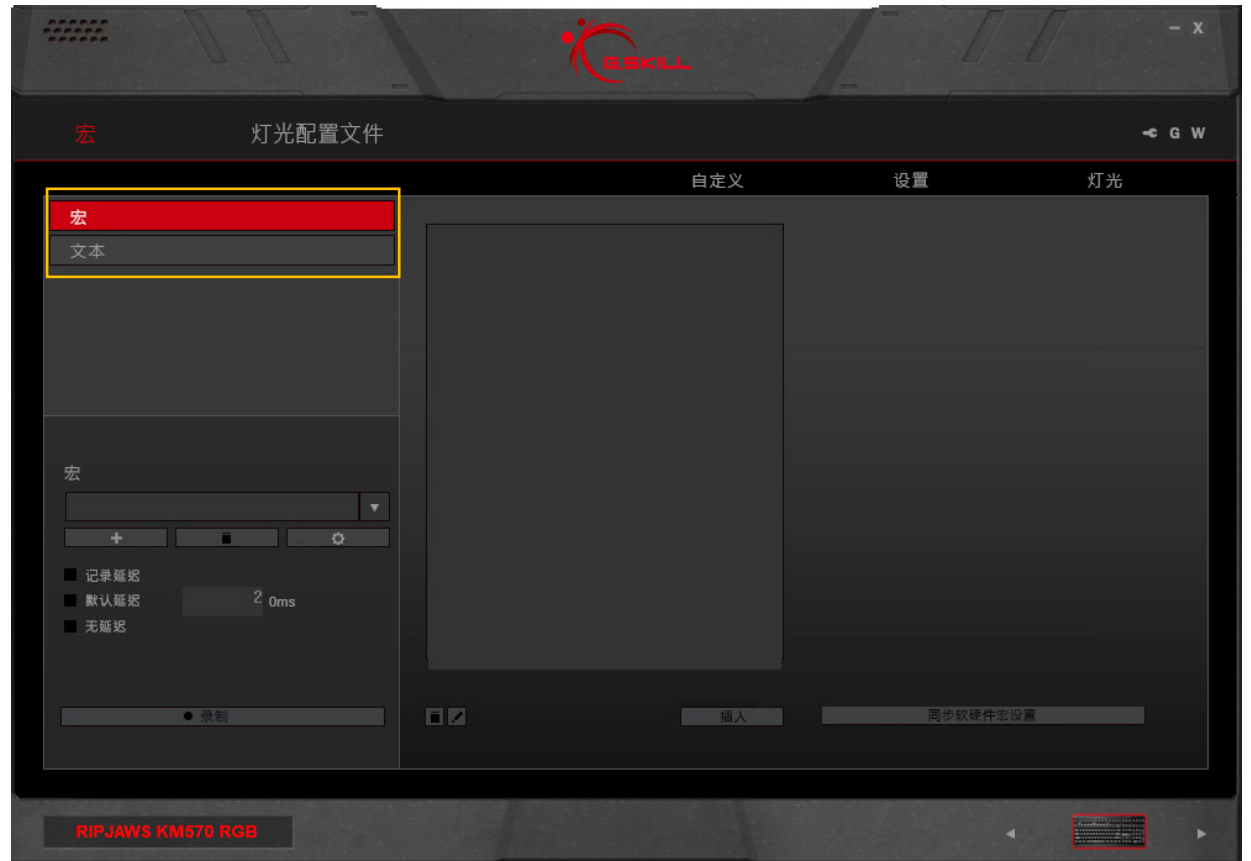 G.SKILL
– X
宏 灯光配置文件 G W
自定义 设置 灯光
宏
文本
宏
记录延迟
默认延迟 2 0ms
无延迟
录制 插入 同步软硬件宏设置
RIPJAWS KM570 RGB